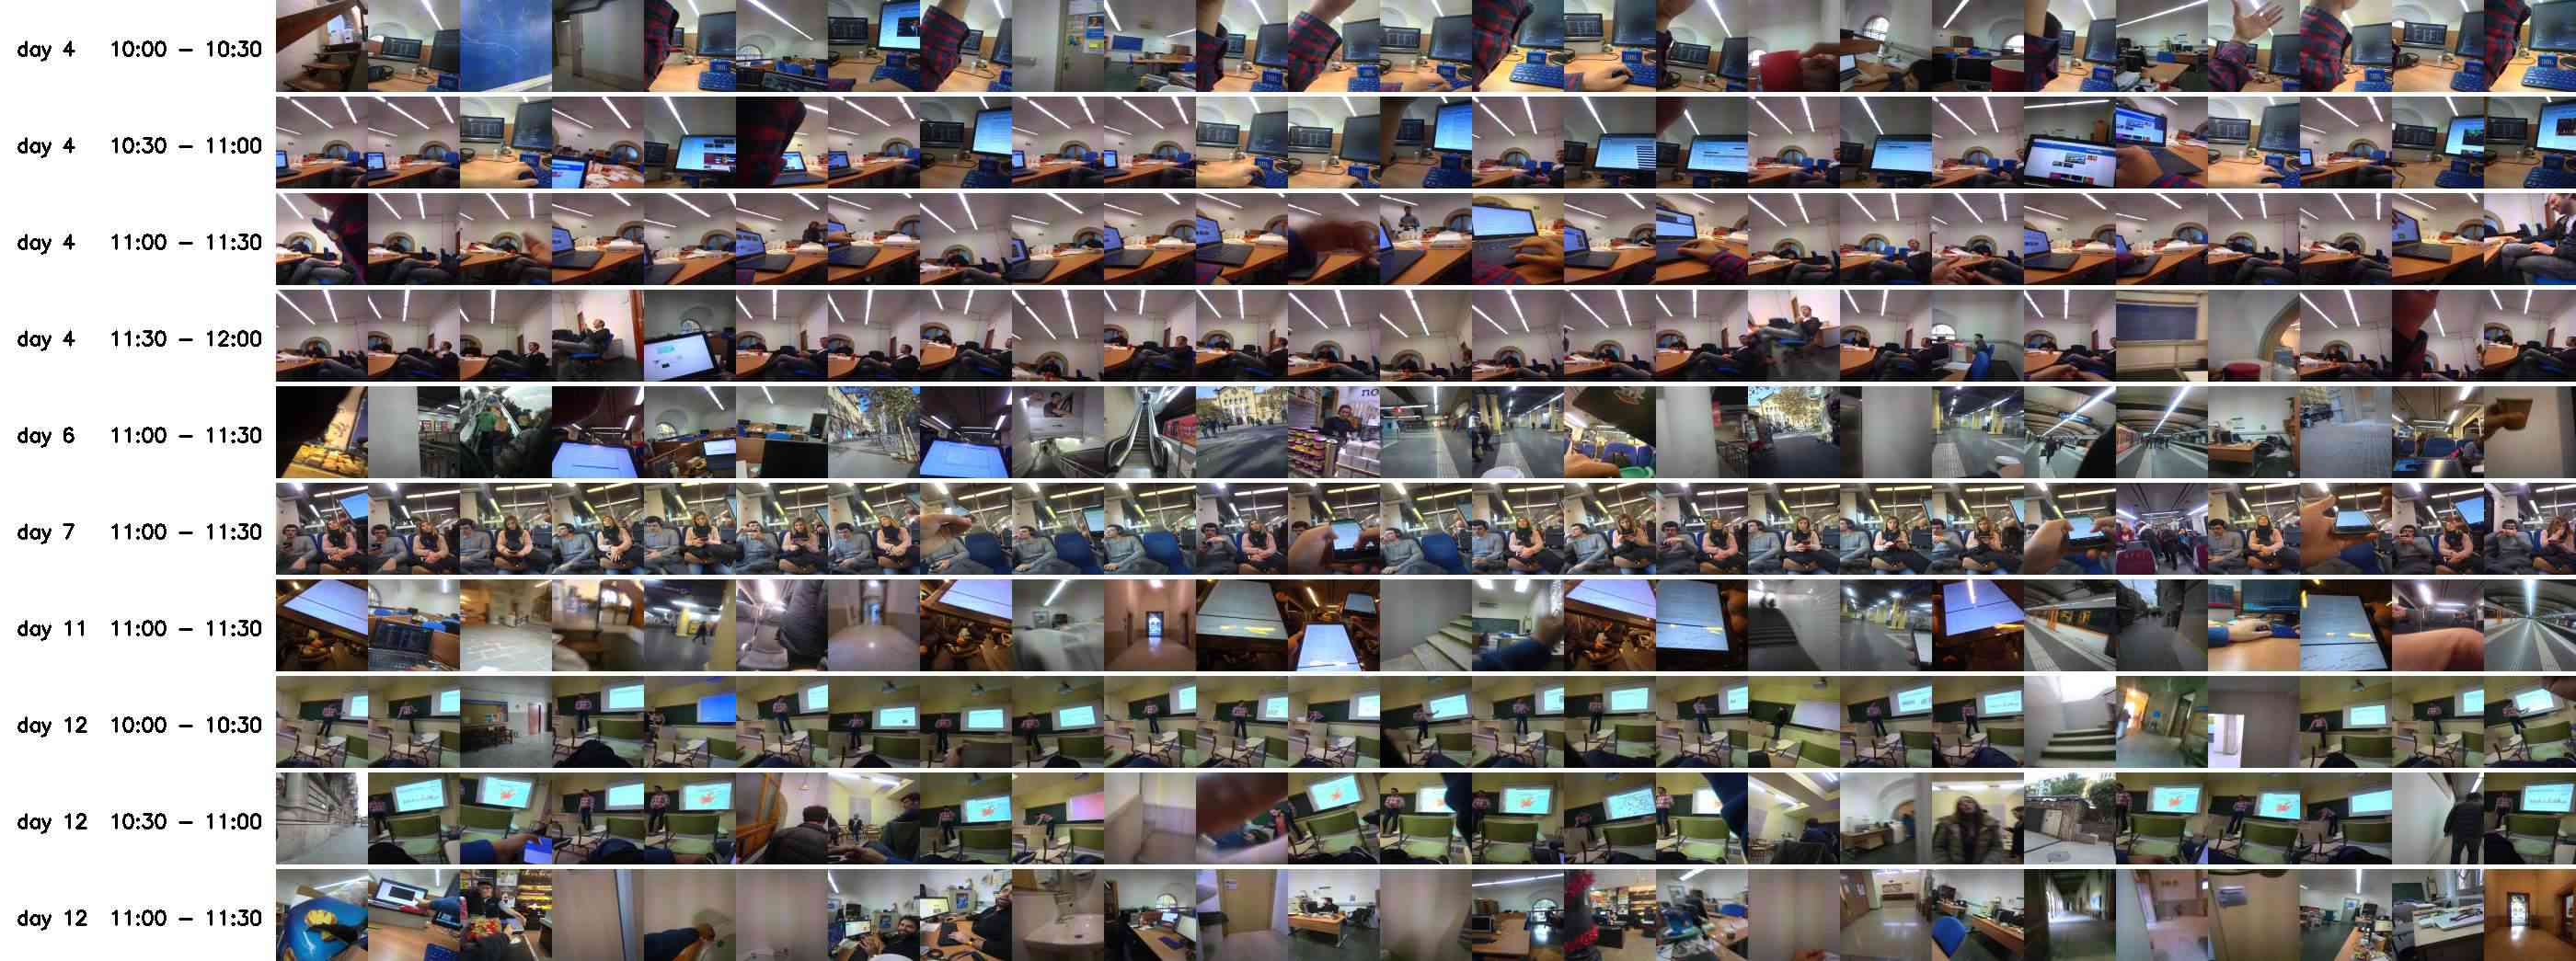 day 4 10:00 - 10:30
day 4 10:30 - 11:00
day 4 11:00 - 11:30
day 4 11:30 - 12:00
day 6 11:00 - 11:30
day 7 11:00 - 11:30
day 11 11:00 - 11:30
day 12 10:00 - 10:30
day 12 10:30 - 11:00
day 12 11:00 - 11:30